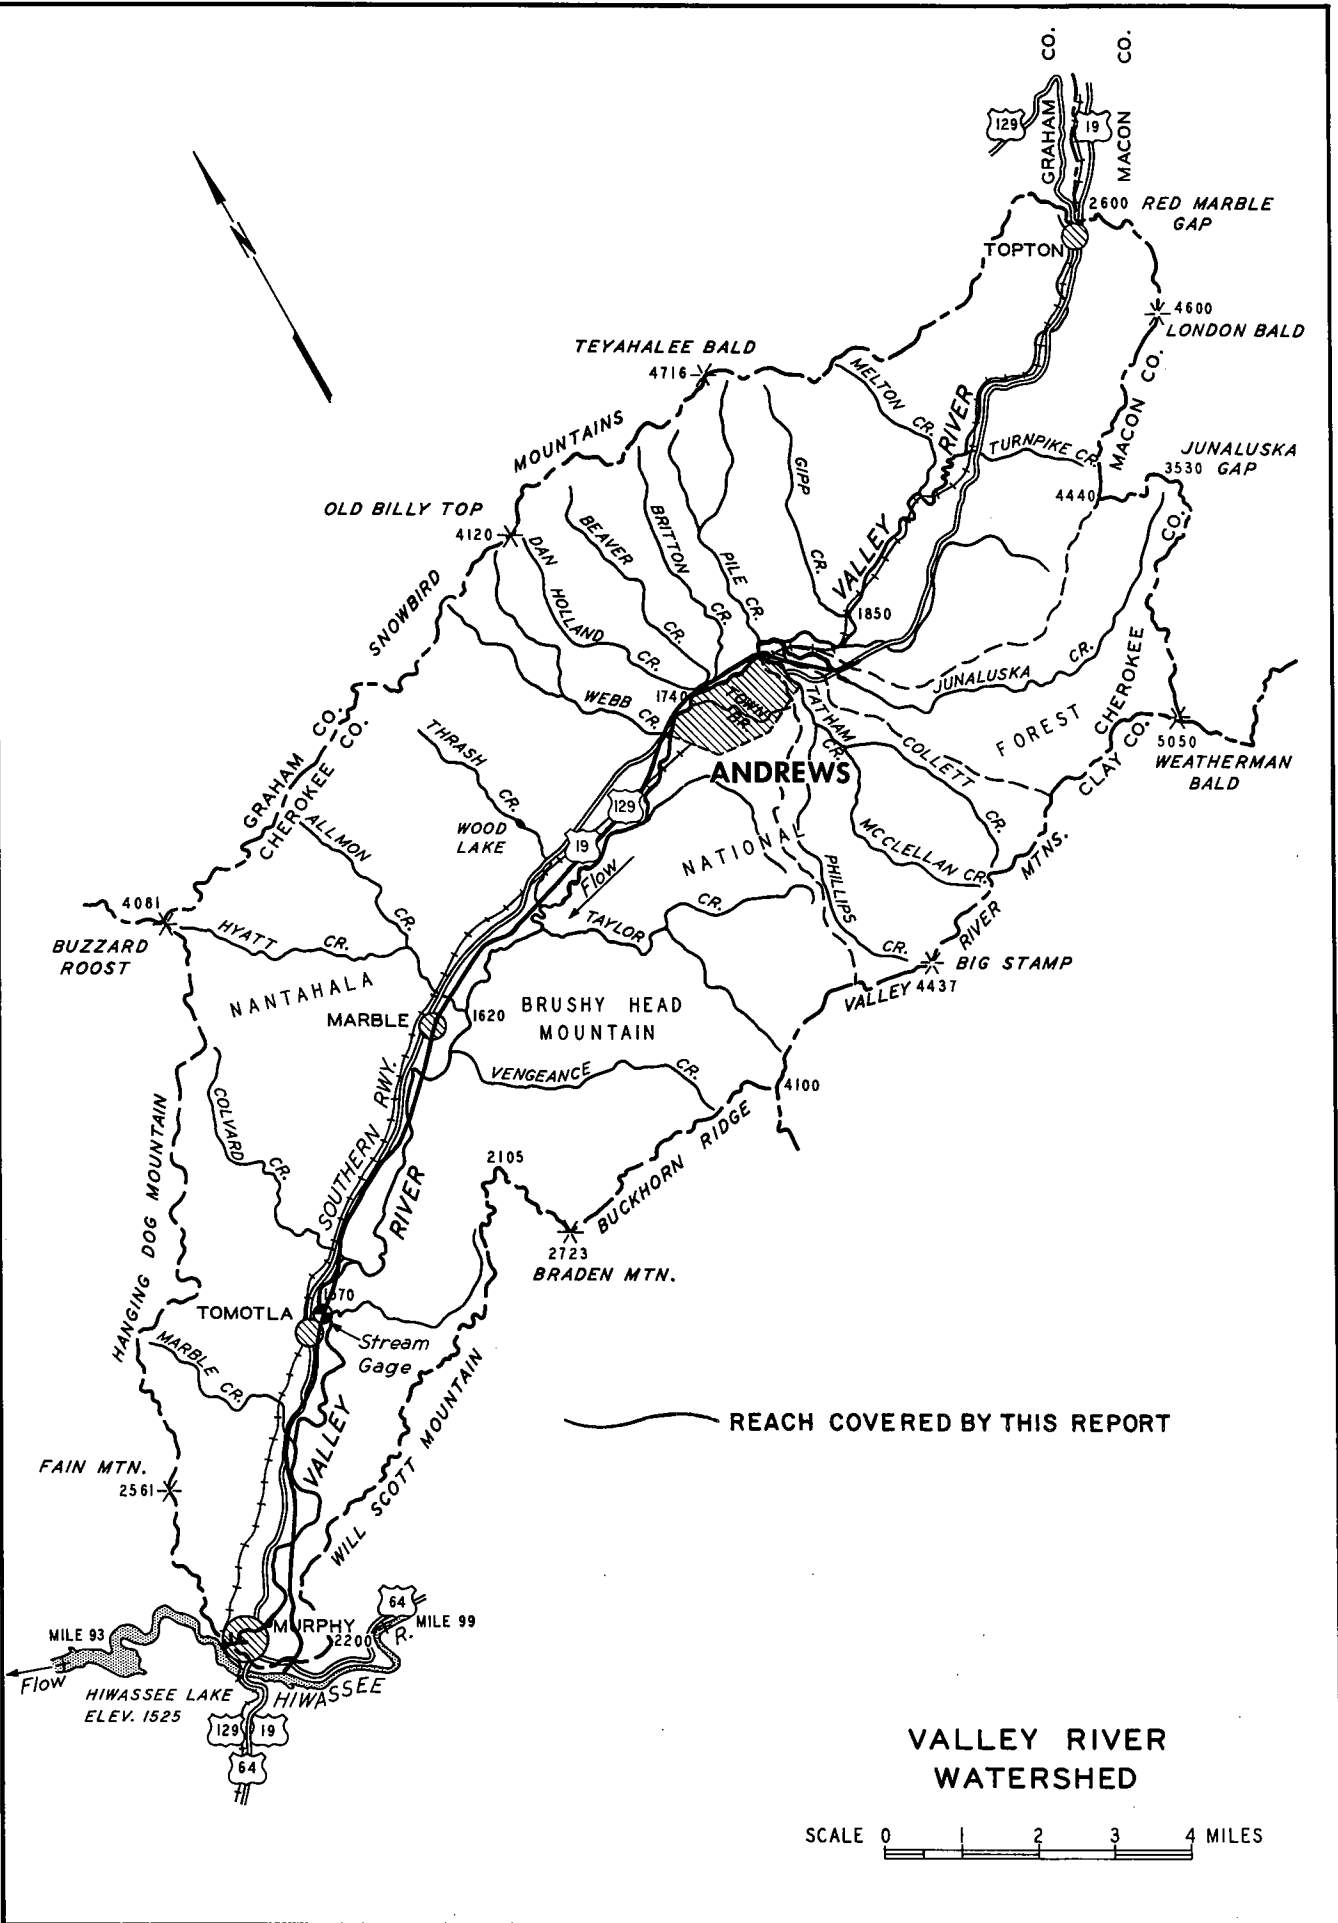 GRAHAM CO.
MACON CO.
129
19
2600 RED MARBLE
GAP
TOPTON
4600
LONDON BALD
TEYAHALEE BALD
4716
MELTON CR.
VALLEY RIVER
TURNPIKE CR.
MACON CO.
JUNALUSKA
3530 GAP
4440
SNOWBIRD MOUNTAINS
OLD BILLY TOP
4120
DAN HOLLAND CR.
BEAVER CR.
BRITTON CR.
PILE CR.
GIPP CR.
1850
JUNALUSKA CR.
CHEROKEE CO.
CLAY CO.
5050
WEATHERMAN
BALD
WEBB CR.
1740
TOWN
BR.
ANDREWS
TATHAM CR.
COLLETT CR.
MCCLELLAN CR.
PHILLIPS CR.
NATIONAL FOREST
GRAHAM CO.
CHEROKEE CO.
THRASH CR.
WOOD
LAKE
129
19
Flow
TAYLOR CR.
ALLMON CR.
4081
BUZZARD
ROOST
HYATT CR.
NANTAHALA
MARBLE
1620
BRUSHY HEAD
MOUNTAIN
VALLEY RIVER MTNS.
BIG STAMP
4437
VENGEANCE CR.
4100
BUCKHORN RIDGE
COLVARD CR.
SOUTHERN RWY.
HANGING DOG MOUNTAIN
2105
2723
BRADEN MTN.
VALLEY RIVER
TOMOTLA
1570
Stream
Gage
MARBLE CR.
WILL SCOTT MOUNTAIN
REACH COVERED BY THIS REPORT
FAIN MTN.
2561
MURPHY
2200
64
MILE 99
MILE 93
Flow
HIWASSEE R.
HIWASSEE LAKE
ELEV. 1525
129
19
64
VALLEY RIVER
WATERSHED
SCALE 0 1 2 3 4 MILES